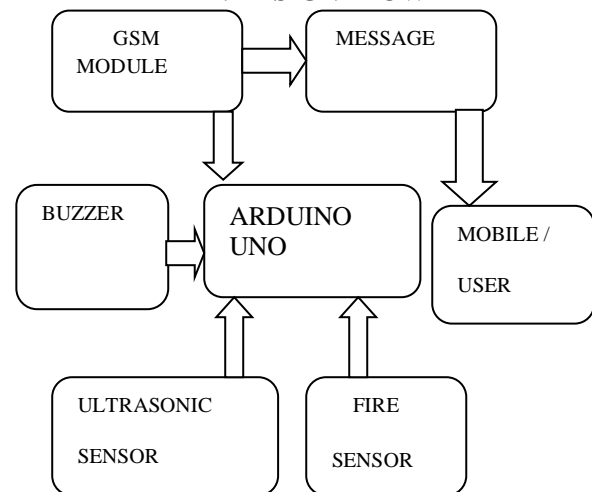 GSM
MODULE
MESSAGE
BUZZER
ARDUINO
UNO
MOBILE /
USER
ULTRASONIC
SENSOR
FIRE
SENSOR